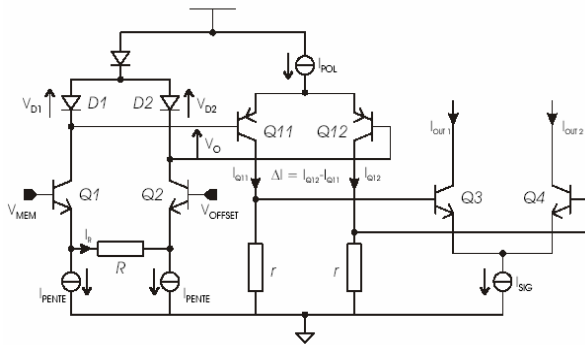 I_POL
V_D1
D1
D2
V_D2
Q11
Q12
V_O
I_OUT 1
I_OUT 2
I_Q11
ΔI = I_Q12-I_Q11
I_Q12
Q1
Q2
Q3
Q4
V_MEM
V_OFFSET
I_R
R
r
r
I_PENTE
I_PENTE
I_SIG